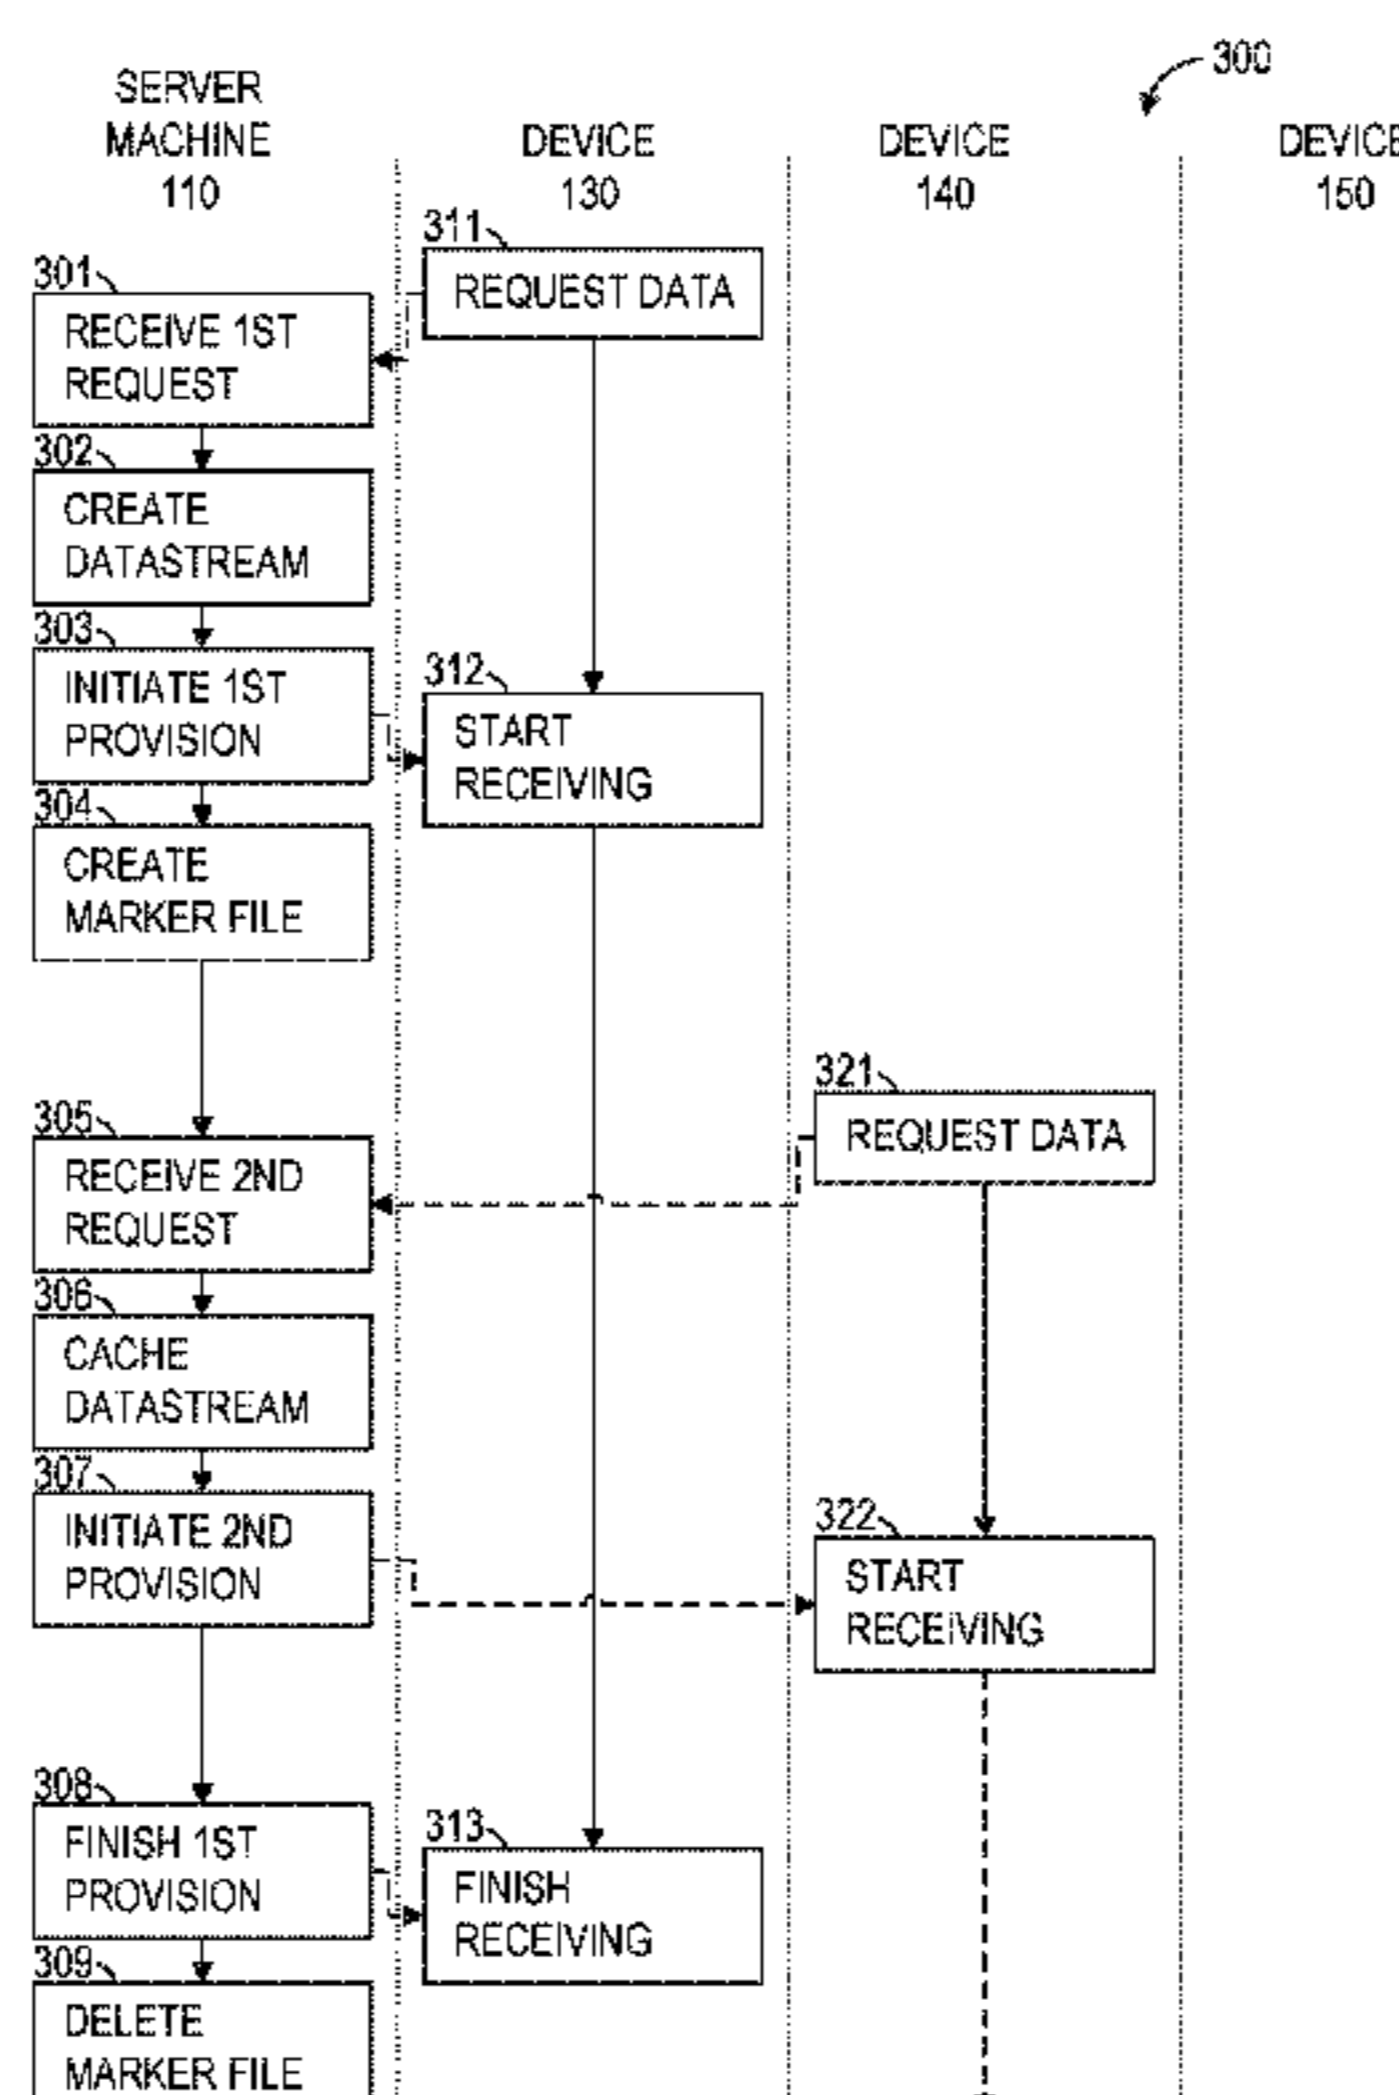 300
SERVER
MACHINE
110
DEVICE
130
DEVICE
140
DEVICE
150
311
REQUEST DATA
301
RECEIVE 1ST
REQUEST
302
CREATE
DATASTREAM
303
INITIATE 1ST
PROVISION
312
START
RECEIVING
304
CREATE
MARKER FILE
321
REQUEST DATA
305
RECEIVE 2ND
REQUEST
306
CACHE
DATASTREAM
307
INITIATE 2ND
PROVISION
322
START
RECEIVING
308
FINISH 1ST
PROVISION
313
FINISH
RECEIVING
309
DELETE
MARKER FILE